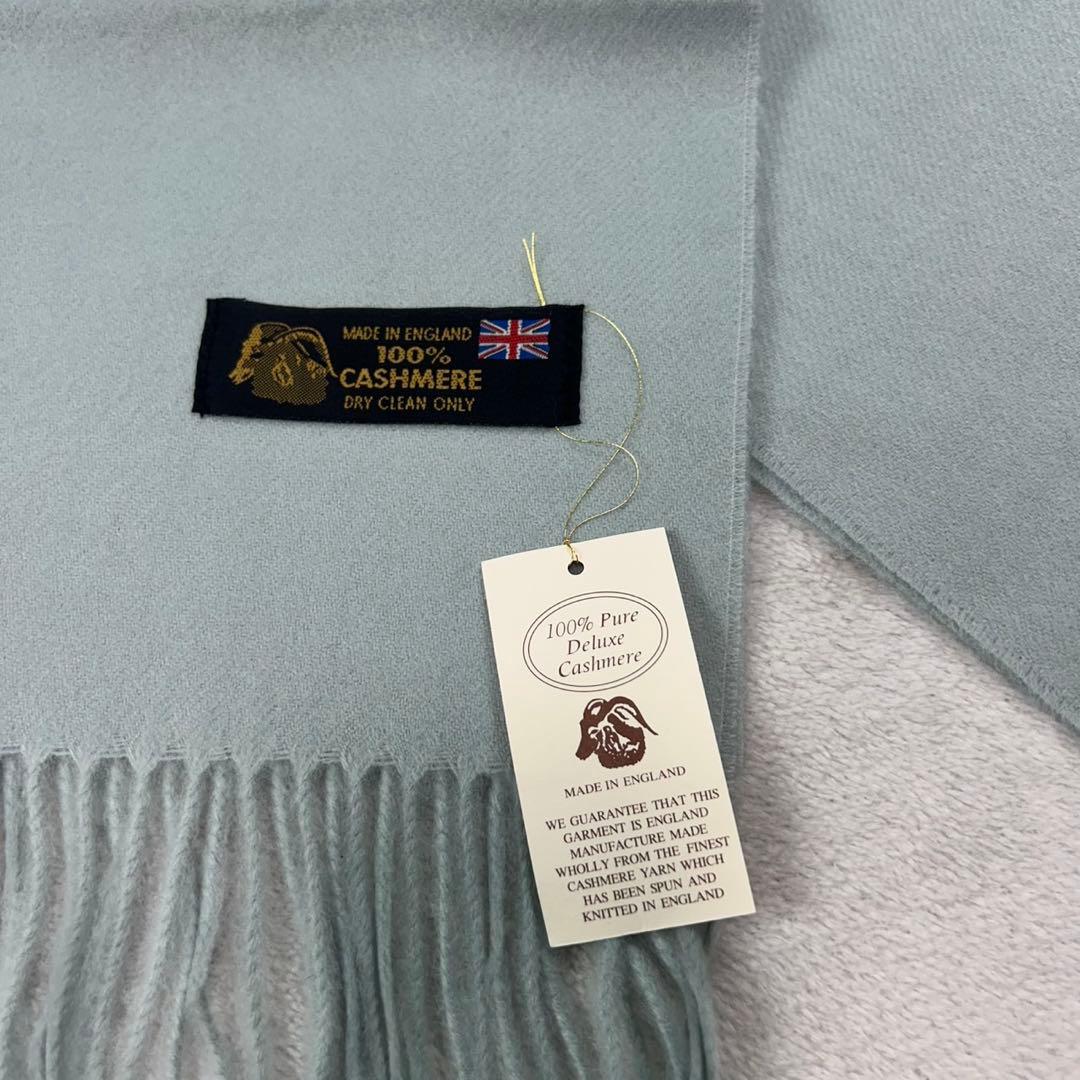 MADE IN ENGLAND
100%
CASHMERE
DRY CLEAN ONLY
100% Pure
Deluxe
Cashmere
MADE IN ENGLAND
WE GUARANTEE THAT THIS
GARMENT IS ENGLAND
MANUFACTURE MADE
WHOLLY FROM THE FINEST
CASHMERE YARN WHICH
HAS BEEN SPUN AND
KNITTED IN ENGLAND